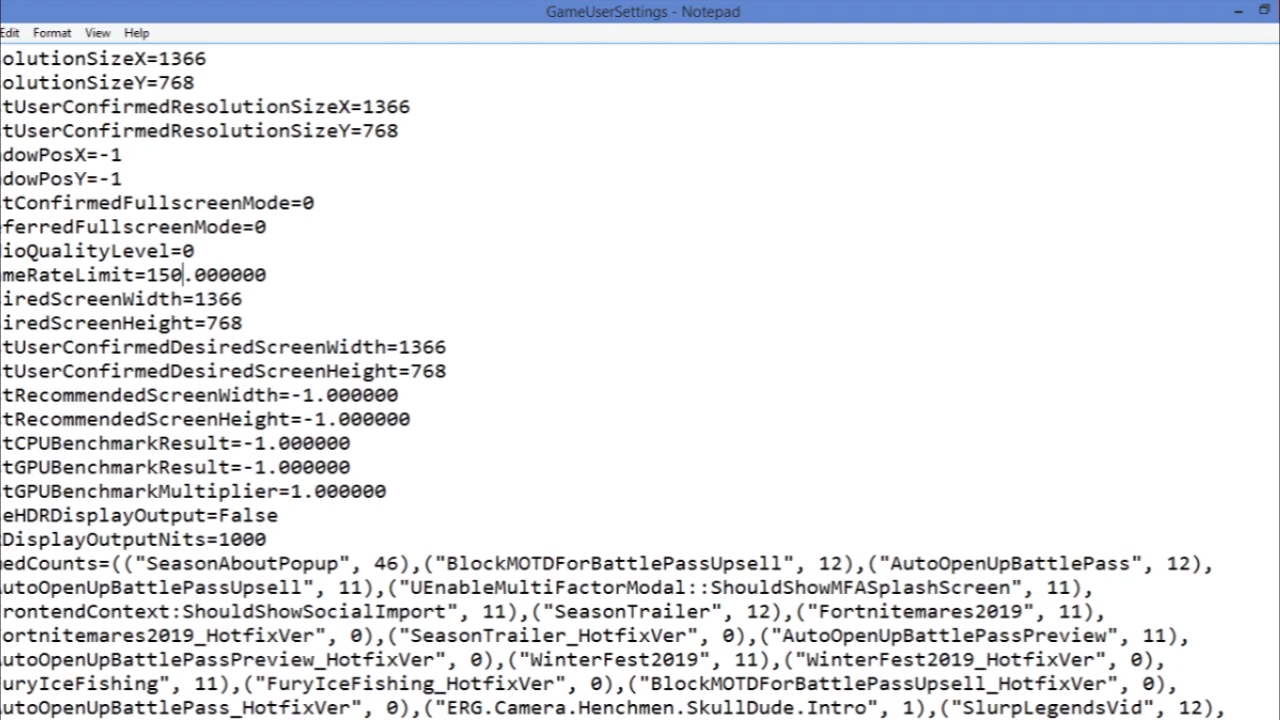 GameUserSettings - Notepad
Edit Format View Help
olutionSizeX=1366
olutionSizeY=768
tUserConfirmedResolutionSizeX=1366
tUserConfirmedResolutionSizeY=768
ndowPosX=-1
ndowPosY=-1
tConfirmedFullscreenMode=0
eferredFullscreenMode=0
ioQualityLevel=0
meRateLimit=150.000000
iredScreenWidth=1366
iredScreenHeight=768
tUserConfirmedDesiredScreenWidth=1366
tUserConfirmedDesiredScreenHeight=768
tRecommendedScreenWidth=-1.000000
tRecommendedScreenHeight=-1.000000
tCPUBenchmarkResult=-1.000000
tGPUBenchmarkResult=-1.000000
tGPUBenchmarkMultiplier=1.000000
eHDRDisplayOutput=False
DisplayOutputNits=1000
edCounts=(("SeasonAboutPopup", 46),("BlockMOTDForBattlePassUpsell", 12),("AutoOpenUpBattlePass", 12),
utoOpenUpBattlePassUpsell", 11),("UEnableMultiFactorModal::ShouldShowMFASplashScreen", 11),
rontendContext:ShouldShowSocialImport", 11),("SeasonTrailer", 12),("Fortnitemares2019", 11),
ortnitemares2019_HotfixVer", 0),("SeasonTrailer_HotfixVer", 0),("AutoOpenUpBattlePassPreview", 11),
utoOpenUpBattlePassPreview_HotfixVer", 0),("WinterFest2019", 11),("WinterFest2019_HotfixVer", 0),
uryIceFishing", 11),("FuryIceFishing_HotfixVer", 0),("BlockMOTDForBattlePassUpsell_HotfixVer", 0),
utoOpenUpBattlePass_HotfixVer", 0),("ERG.Camera.Henchmen.SkullDude.Intro", 1),("SlurpLegendsVid", 12),